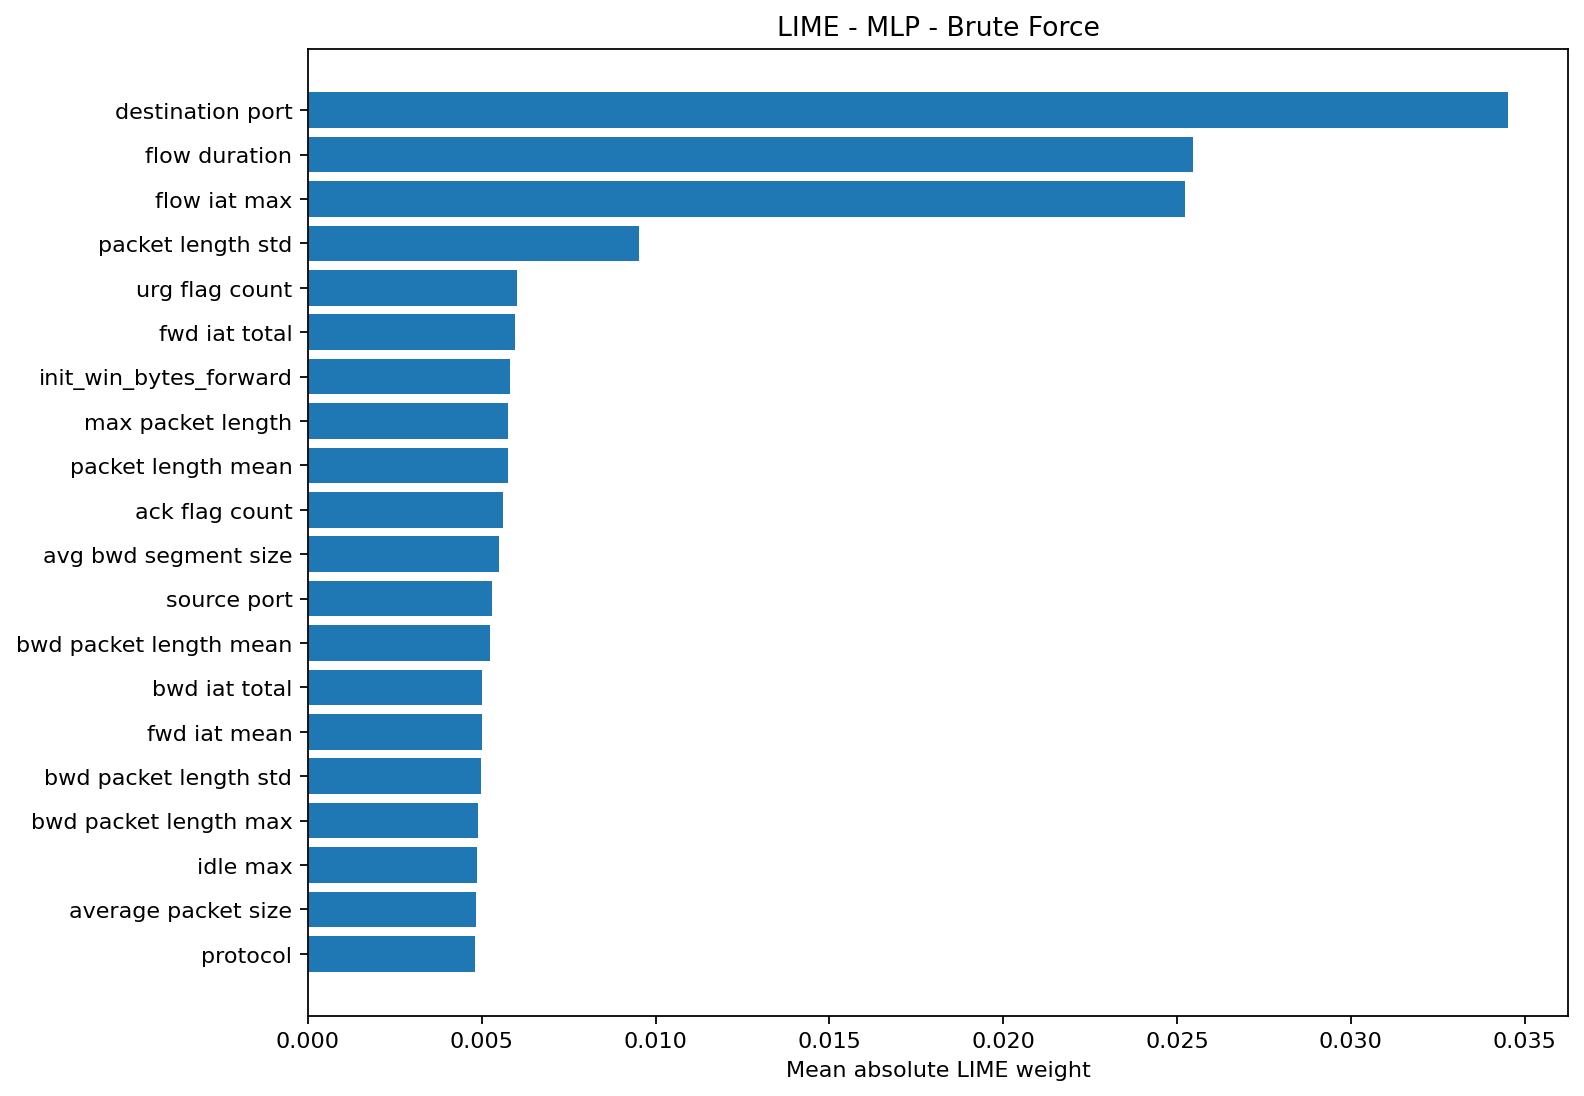 LIME - MLP - Brute Force
destination port
flow duration
flow iat max
packet length std
urg flag count
fwd iat total
init_win_bytes_forward
max packet length
packet length mean
ack flag count
avg bwd segment size
source port
bwd packet length mean
bwd iat total
fwd iat mean
bwd packet length std
bwd packet length max
idle max
average packet size
protocol
0.000 0.005 0.010 0.015 0.020 0.025 0.030 0.035
Mean absolute LIME weight